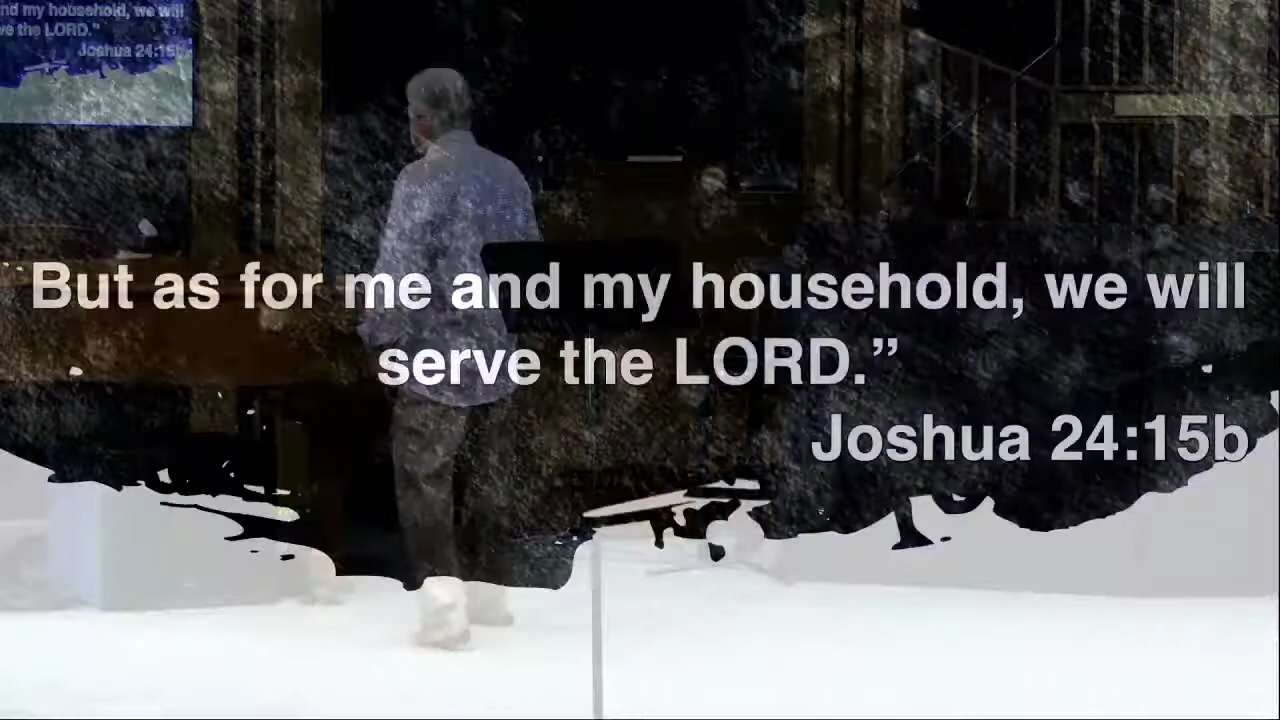 nd my household, we will
ve the LORD.”
Joshua 24:15b
But as for me and my household, we will
serve the LORD.”
Joshua 24:15b